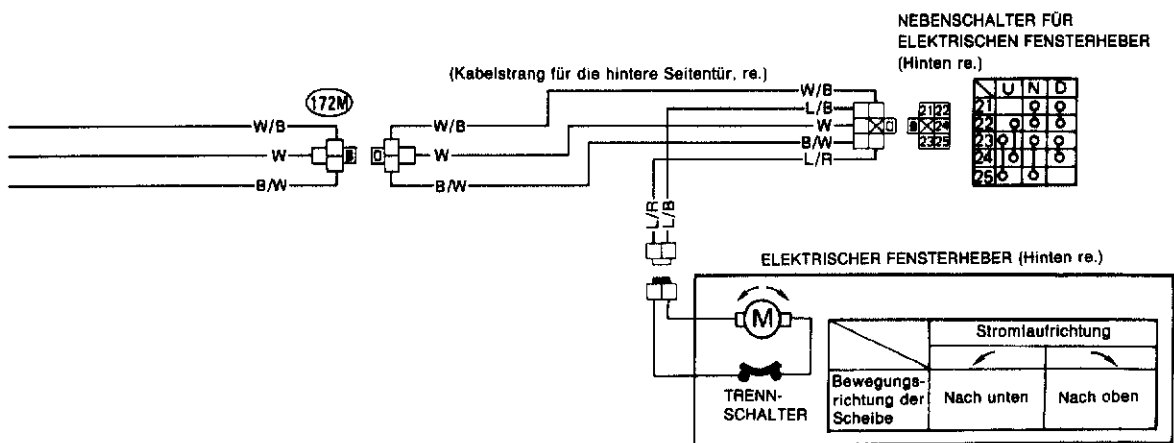 NEBENSCHALTER FÜR
ELEKTRISCHEN FENSTERHEBER
(Hinten re.)
(Kabelstrang für die hintere Seitentür, re.)
172M
W/B
W
B/W
W/B
W
B/W
W/B
L/B
W
B/W
L/R
21 22
24
23 25
U N D
21
22
23
24
25
L/R
L/B
ELEKTRISCHER FENSTERHEBER (Hinten re.)
M
TRENN-
SCHALTER
Stromlaufrichtung
Bewegungs-
richtung der
Scheibe
Nach unten
Nach oben